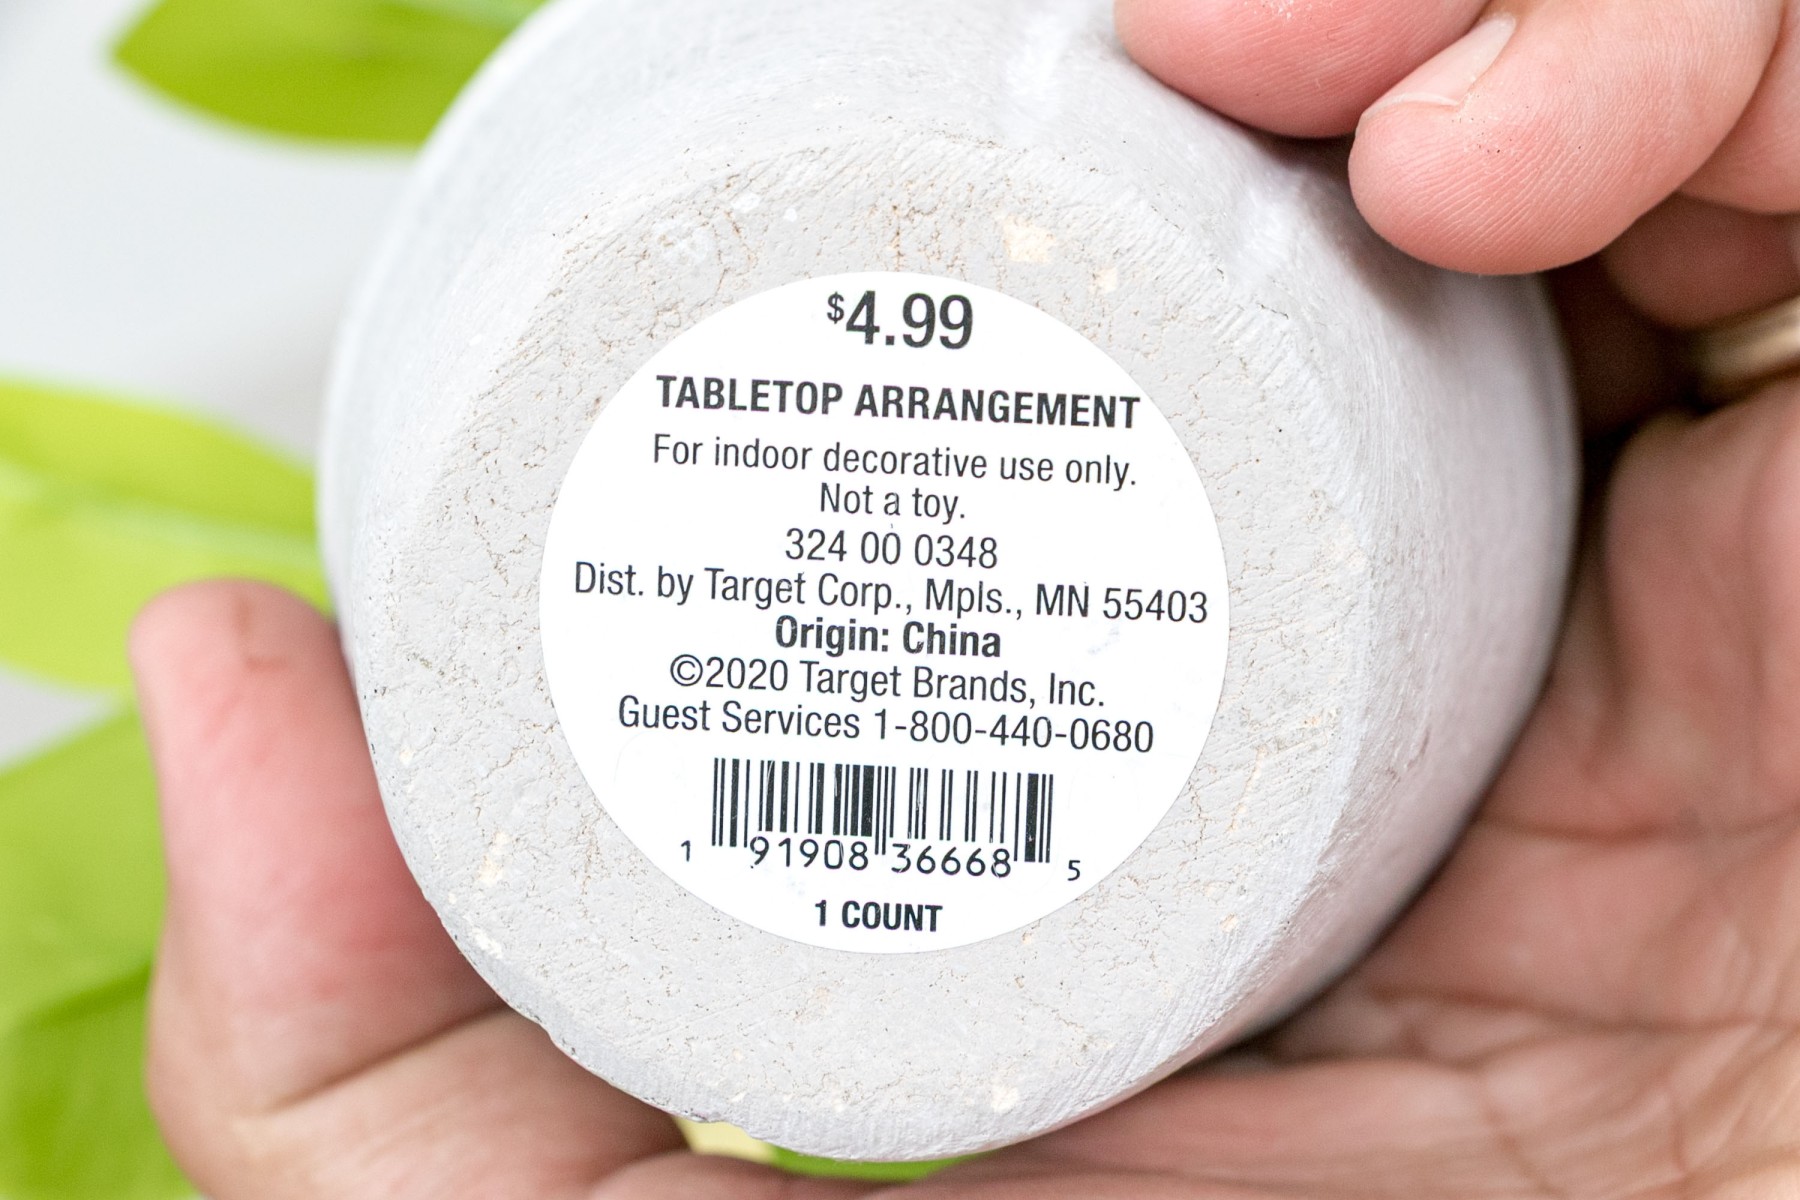 $4.99
TABLETOP ARRANGEMENT
For indoor decorative use only.
Not a toy.
324 00 0348
Dist. by Target Corp., Mpls., MN 55403
Origin: China
©2020 Target Brands, Inc.
Guest Services 1-800-440-0680
1 91908 36668 5
1 COUNT